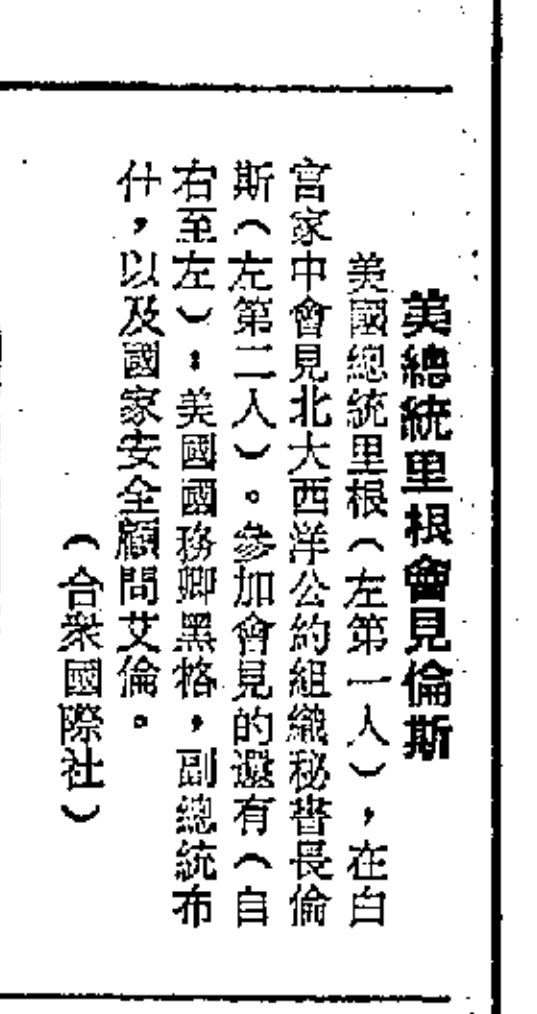 美總統里根會見倫斯
美國總統里根（左第一人），在白
宮家中會見北大西洋公約組織秘書長倫
斯（左第二人）。參加會見的還有（自
右至左）：美國國務卿黑格，副總統布
什，以及國家安全顧問艾倫。
（合衆國際社）